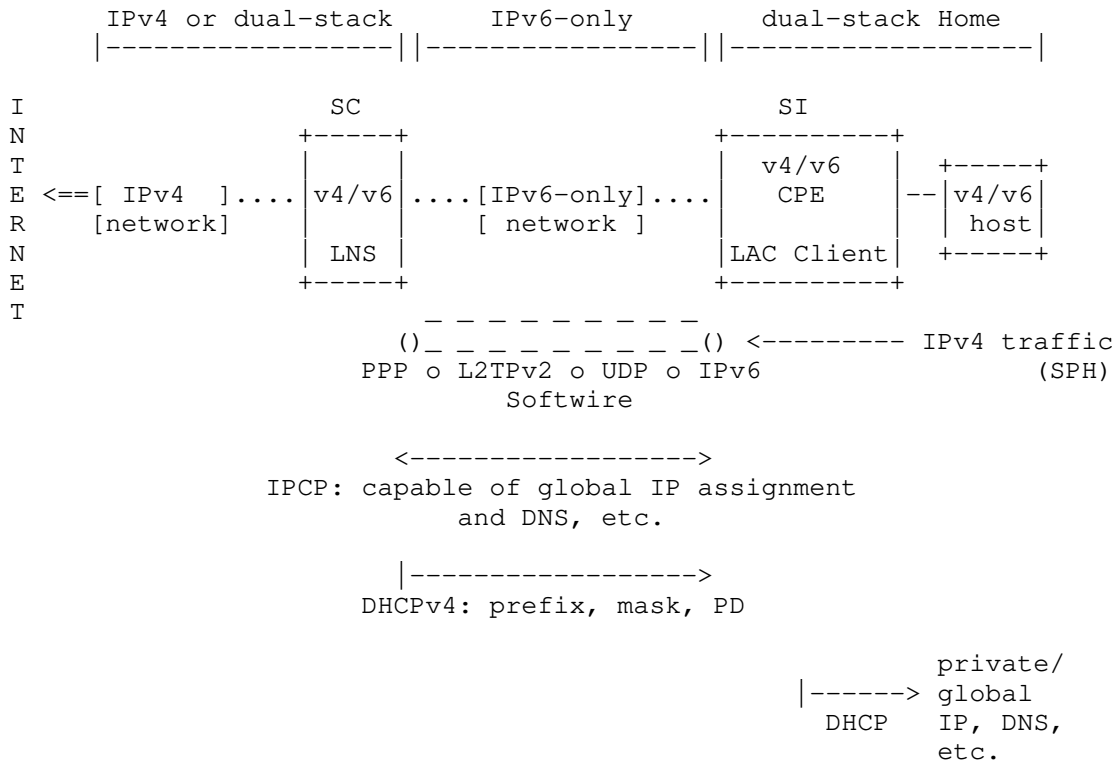 IPv4 or dual-stack        IPv6-only        dual-stack Home
|------------------||-----------------||-------------------|
I                   SC                          SI
N                 +-----+                   +----------+
T                 |     |                   |  v4/v6   |  +-----+
E <==[ IPv4  ]....|v4/v6|....[IPv6-only]....|   CPE    |--|v4/v6|
R    [network]    |     |    [ network ]    |          |  | host|
N                 | LNS |                   |LAC Client|  +-----+
E                 +-----+                   +----------+
T                         _ _ _ _ _ _ _ _ _
()_ _ _ _ _ _ _ _ _() <--------- IPv4 traffic
PPP o L2TPv2 o UDP o IPv6                 (SPH)
Softwire
<------------------>
IPCP: capable of global IP assignment
and DNS, etc.
|------------------>
DHCPv4: prefix, mask, PD
private/
|------> global
DHCP   IP, DNS,
etc.